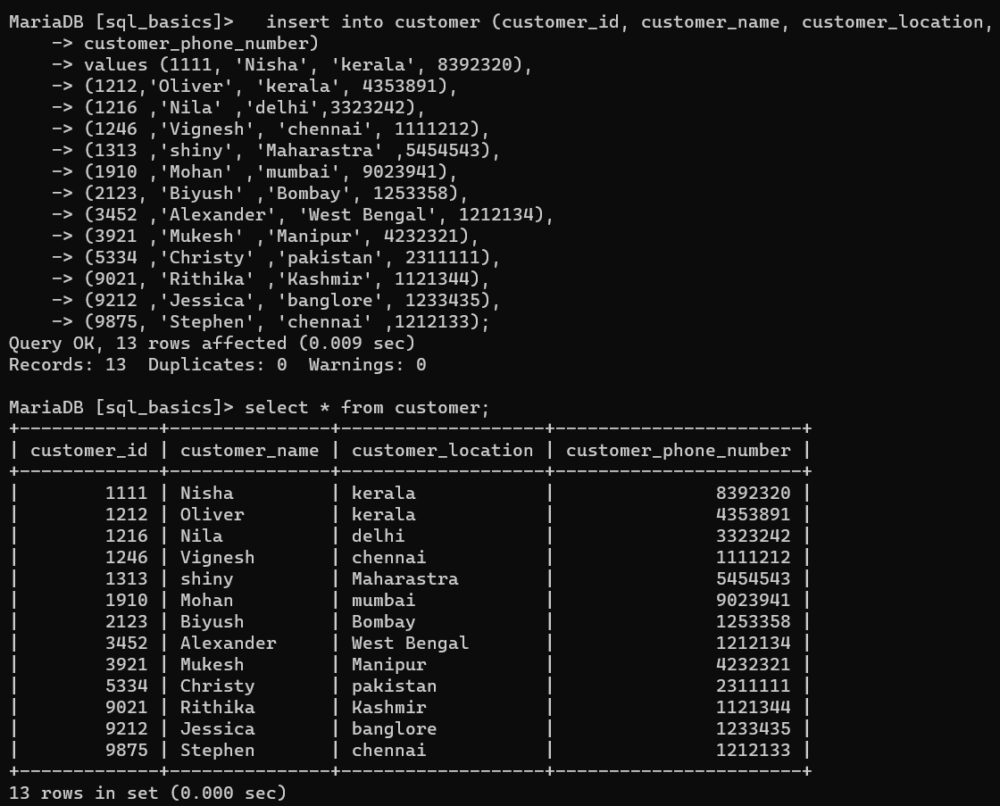 MariaDB [sql_basics]>   insert into customer (customer_id, customer_name, customer_location,
    -> customer_phone_number)
    -> values (1111, 'Nisha', 'kerala', 8392320),
    -> (1212,'Oliver', 'kerala', 4353891),
    -> (1216 ,'Nila' ,'delhi',3323242),
    -> (1246 ,'Vignesh', 'chennai', 1111212),
    -> (1313 ,'shiny', 'Maharastra' ,5454543),
    -> (1910 ,'Mohan' ,'mumbai', 9023941),
    -> (2123, 'Biyush' ,'Bombay', 1253358),
    -> (3452 ,'Alexander', 'West Bengal', 1212134),
    -> (3921 ,'Mukesh' ,'Manipur', 4232321),
    -> (5334 ,'Christy' ,'pakistan', 2311111),
    -> (9021, 'Rithika' ,'Kashmir', 1121344),
    -> (9212 ,'Jessica', 'banglore', 1233435),
    -> (9875, 'Stephen', 'chennai' ,1212133);
Query OK, 13 rows affected (0.009 sec)
Records: 13  Duplicates: 0  Warnings: 0

MariaDB [sql_basics]> select * from customer;
+-------------+---------------+-------------------+-----------------------+
| customer_id | customer_name | customer_location | customer_phone_number |
+-------------+---------------+-------------------+-----------------------+
|        1111 | Nisha         | kerala            |               8392320 |
|        1212 | Oliver        | kerala            |               4353891 |
|        1216 | Nila          | delhi             |               3323242 |
|        1246 | Vignesh       | chennai           |               1111212 |
|        1313 | shiny         | Maharastra        |               5454543 |
|        1910 | Mohan         | mumbai            |               9023941 |
|        2123 | Biyush        | Bombay            |               1253358 |
|        3452 | Alexander     | West Bengal       |               1212134 |
|        3921 | Mukesh        | Manipur           |               4232321 |
|        5334 | Christy       | pakistan          |               2311111 |
|        9021 | Rithika       | Kashmir           |               1121344 |
|        9212 | Jessica       | banglore          |               1233435 |
|        9875 | Stephen       | chennai           |               1212133 |
+-------------+---------------+-------------------+-----------------------+
13 rows in set (0.000 sec)